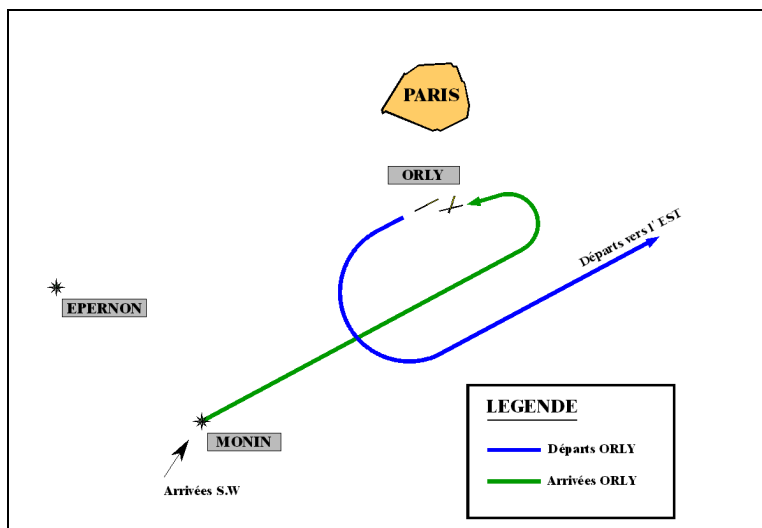 PARIS
ORLY
Départs vers l' EST
EPERNON
MONIN
Arrivées S.W
LEGENDE
Départs ORLY
Arrivées ORLY